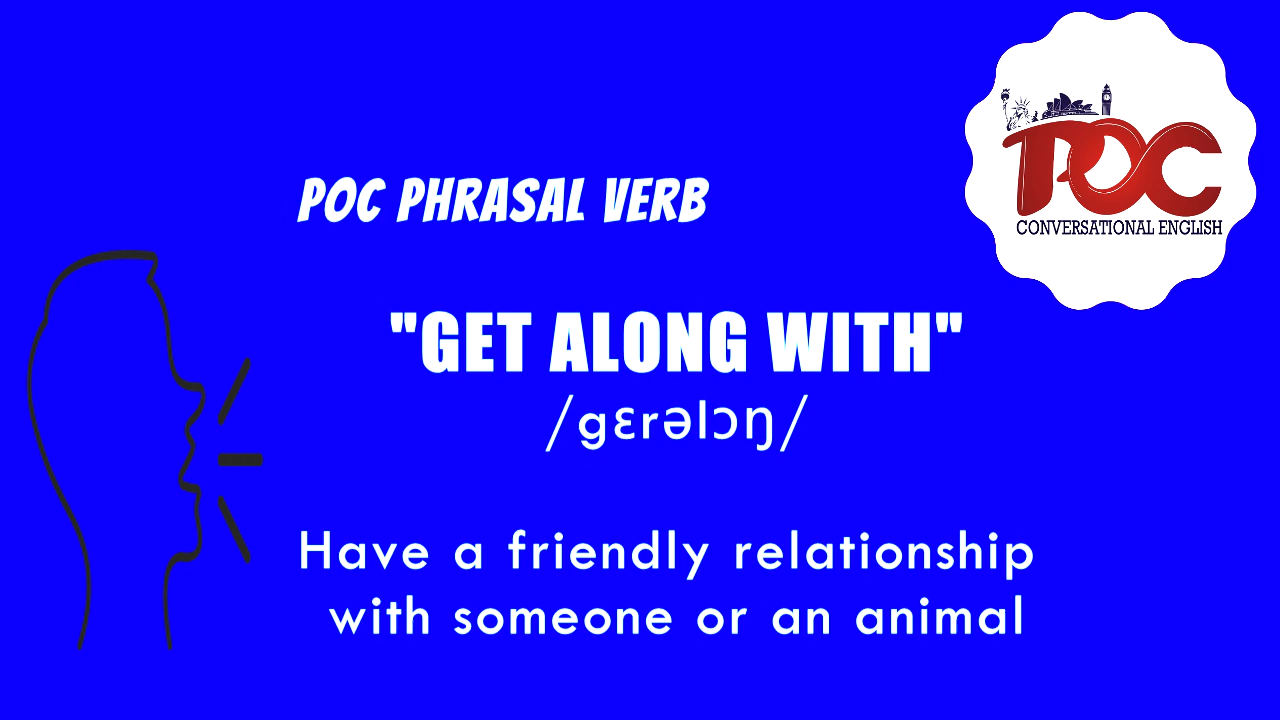 POC
CONVERSATIONAL ENGLISH
POC PHRASAL VERB
"GET ALONG WITH"
/gɛrəlɔŋ/
Have a friendly relationship
with someone or an animal